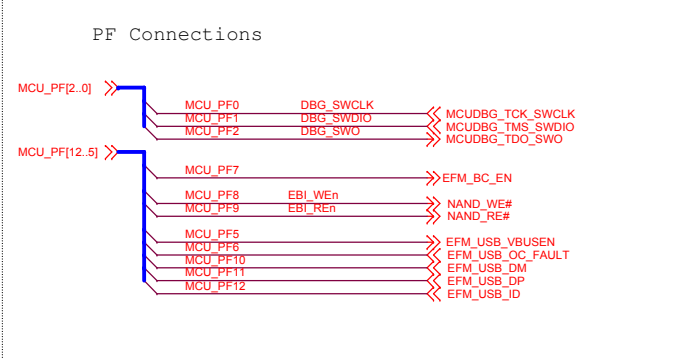 PF Connections
MCU_PF[2..0]
MCU_PF0 DBG_SWCLK MCUDBG_TCK_SWCLK
MCU_PF1 DBG_SWDIO MCUDBG_TMS_SWDIO
MCU_PF2 DBG_SWO MCUDBG_TDO_SWO
MCU_PF[12..5]
MCU_PF7 EFM_BC_EN
MCU_PF8 EBI_WEn NAND_WE#
MCU_PF9 EBI_REn NAND_RE#
MCU_PF5 EFM_USB_VBUSEN
MCU_PF6 EFM_USB_OC_FAULT
MCU_PF10 EFM_USB_DM
MCU_PF11 EFM_USB_DP
MCU_PF12 EFM_USB_ID